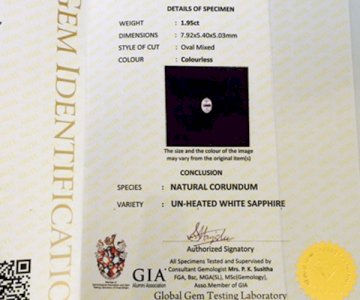 GEM IDENTIFICATIO
DETAILS OF SPECIMEN
WEIGHT : 1.95ct
DIMENSIONS : 7.92x5.40x5.03mm
STYLE OF CUT : Oval Mixed
COLOUR : Colourless
The size and the colour of the image
may vary from the original item(s)
CONCLUSION
SPECIES : NATURAL CORUNDUM
VARIETY : UN-HEATED WHITE SAPPHIRE
Authorized Signatory
All Specimens Tested and Supervised by
Consultant Gemologist Mrs. P. K. Susitha
FGA, Bsc, MGA(SL), MSc(Gemology),
Asso.Member of GIA
GIA
Alumni Association
Global Gem Testing Laboratory